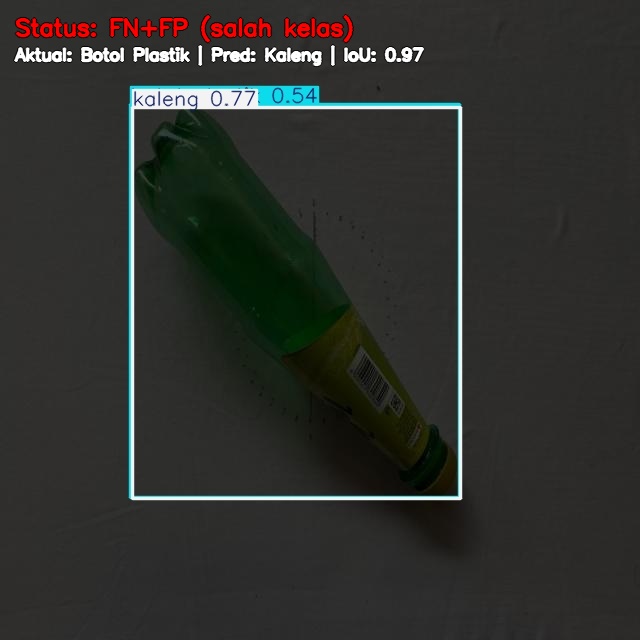 Status: FN+FP (salah kelas)
Aktual: Botol Plastik | Pred: Kaleng | IoU: 0.97
kaleng 0.77 0.54